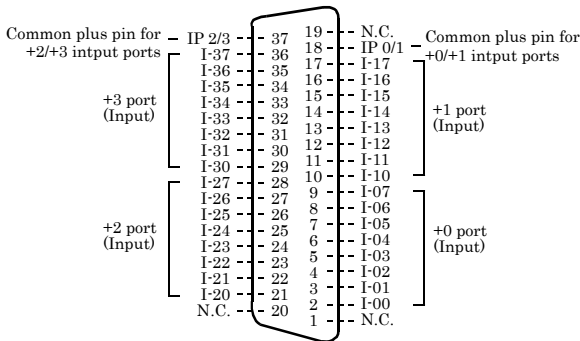 Common plus pin for
+2/+3 intput ports
IP 2/3 37
I-37 36
I-36 35
I-35 34
I-34 33
I-33 32
I-32 31
I-31 30
I-30 29
I-27 28
I-26 27
I-25 26
I-24 25
I-23 24
I-22 23
I-21 22
I-20 21
N.C. 20
+3 port
(Input)
+2 port
(Input)
19 N.C.
18 IP 0/1
17 I-17
16 I-16
15 I-15
14 I-14
13 I-13
12 I-12
11 I-11
10 I-10
9 I-07
8 I-06
7 I-05
6 I-04
5 I-03
4 I-02
3 I-01
2 I-00
1 N.C.
Common plus pin for
+0/+1 intput ports
+1 port
(Input)
+0 port
(Input)